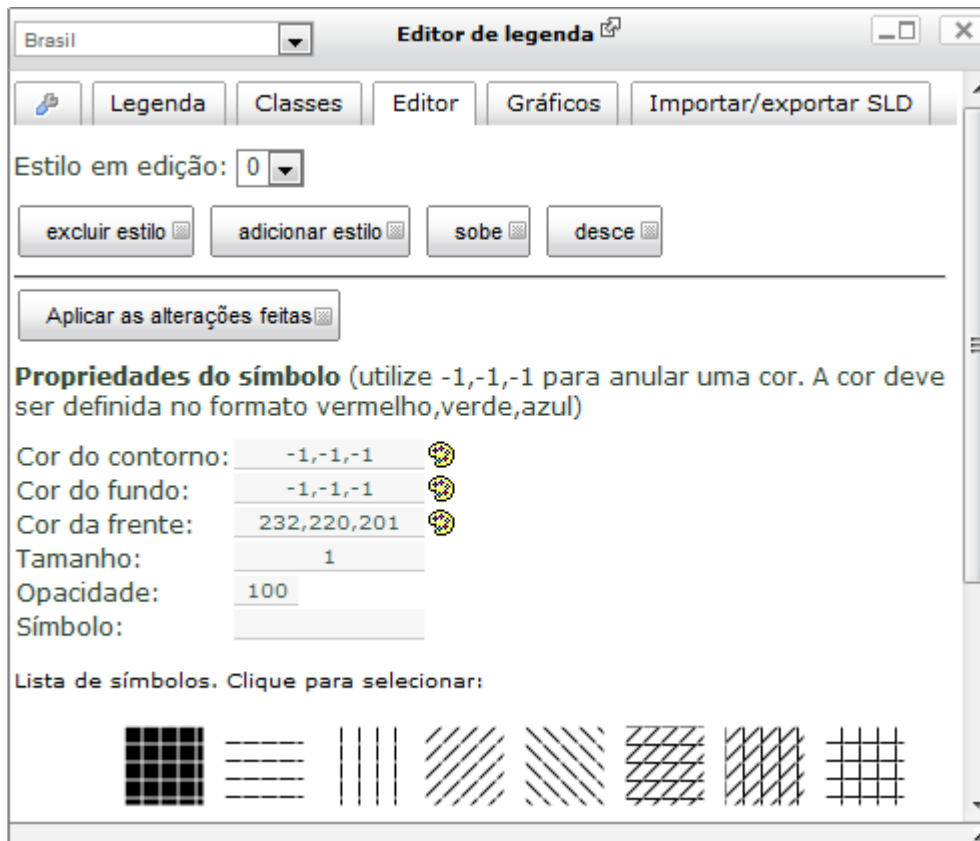 Brasil
Editor de legenda
Legenda
Classes
Editor
Gráficos
Importar/exportar SLD
Estilo em edição: 0
excluir estilo
adicionar estilo
sobe
desce
Aplicar as alterações feitas
Propriedades do símbolo (utilize -1,-1,-1 para anular uma cor. A cor deve
ser definida no formato vermelho,verde,azul)
Cor do contorno: -1,-1,-1
Cor do fundo: -1,-1,-1
Cor da frente: 232,220,201
Tamanho: 1
Opacidade: 100
Símbolo:
Lista de símbolos. Clique para selecionar: